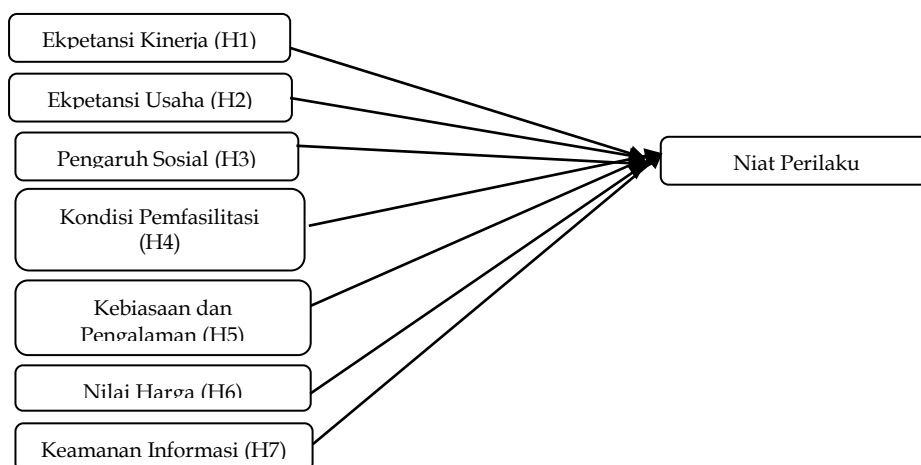 Ekpetansi Kinerja (H1)
Ekpetansi Usaha (H2)
Pengaruh Sosial (H3)
Kondisi Pemfasilitasi
(H4)
Kebiasaan dan
Pengalaman (H5)
Nilai Harga (H6)
Keamanan Informasi (H7)
Niat Perilaku